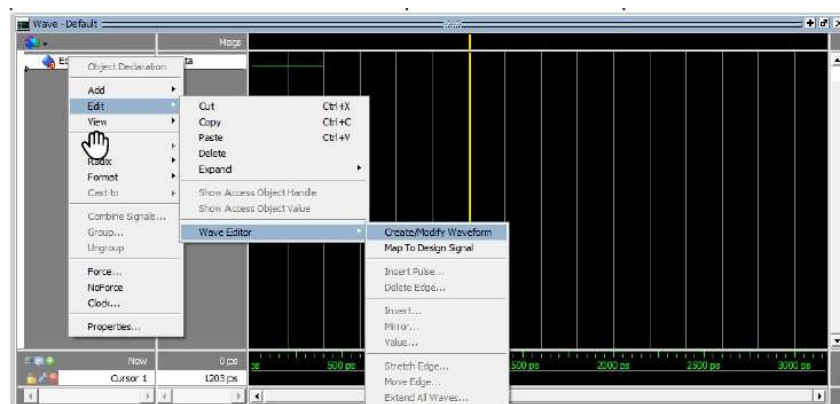 Wave - Default
Msgs
Object Declaration
Add
Edit
View
Radix
Format
Cast to
Combine Signals...
Group...
Ungroup
Force...
NoForce
Clock...
Properties...
Cut Ctrl+X
Copy Ctrl+C
Paste Ctrl+V
Delete
Expand
Show Access Object Handle
Show Access Object Value
Wave Editor
Create/Modify Waveform
Map To Design Signal
Insert Pulse...
Delete Edge...
Invert...
Mirror...
Value...
Stretch Edge...
Move Edge...
Extend All Waves...
Now 0 ps
500 ps 2000 ps 2500 ps 3000 ps
Cursor 1 1203 ps